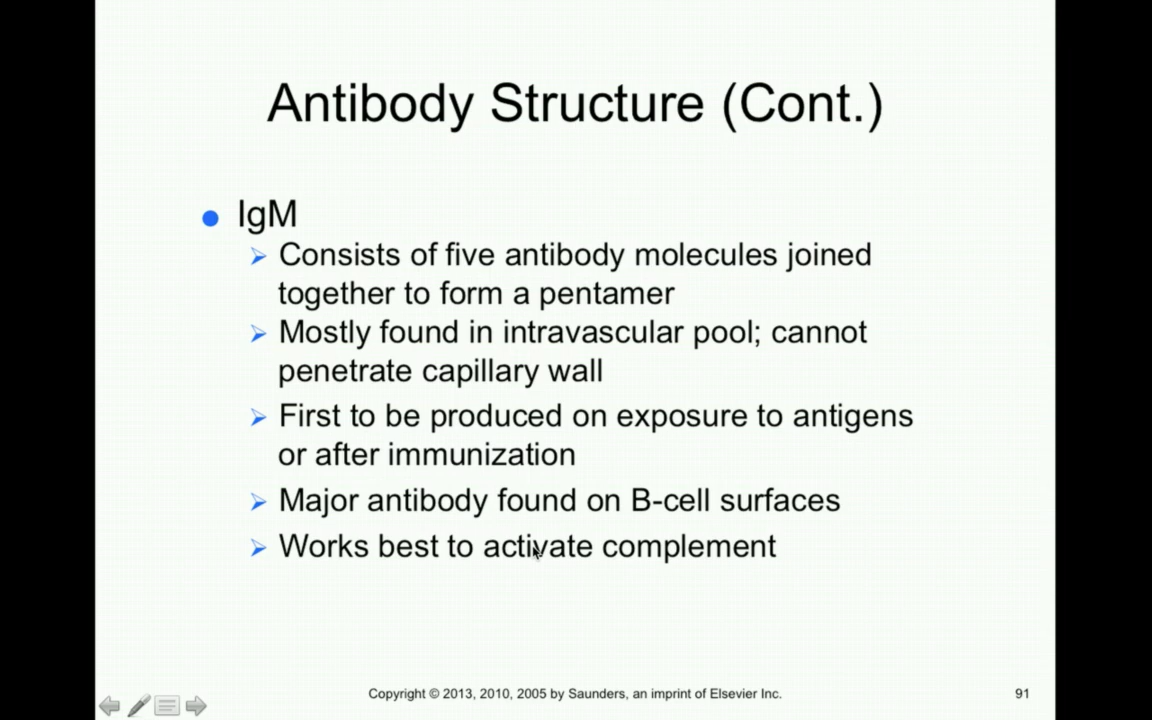 Antibody Structure (Cont.)
IgM
Consists of five antibody molecules joined
together to form a pentamer
Mostly found in intravascular pool; cannot
penetrate capillary wall
First to be produced on exposure to antigens
or after immunization
Major antibody found on B-cell surfaces
Works best to activate complement
Copyright © 2013, 2010, 2005 by Saunders, an imprint of Elsevier Inc.
91